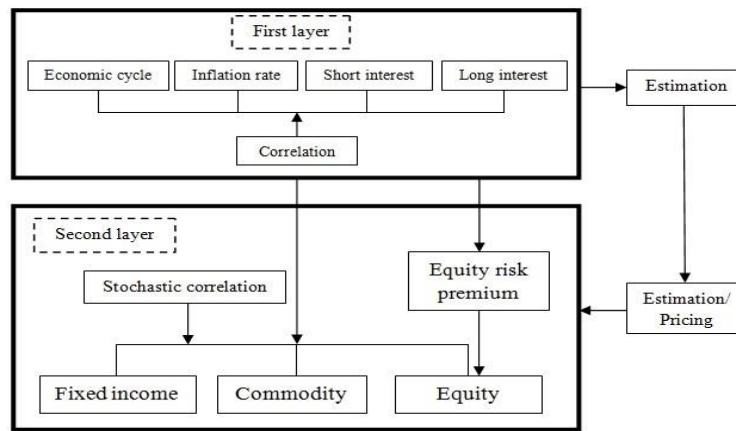 First layer
Economic cycle
Inflation rate
Short interest
Long interest
Estimation
Correlation
Second layer
Equity risk
premium
Stochastic correlation
Estimation/
Pricing
Fixed income
Commodity
Equity